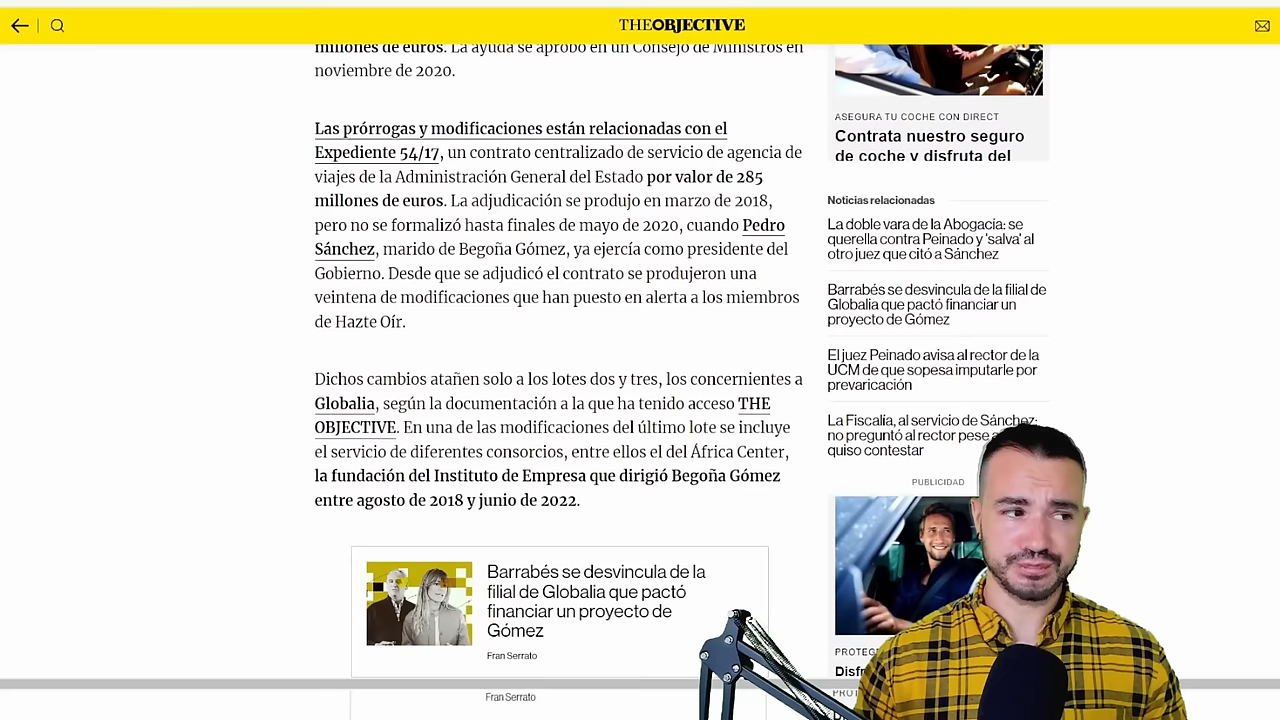 THEOBJECTIVE
millones de euros. La ayuda se aprobó en un Consejo de Ministros en
noviembre de 2020.
Las prórrogas y modificaciones están relacionadas con el
Expediente 54/17, un contrato centralizado de servicio de agencia de
viajes de la Administración General del Estado por valor de 285
millones de euros. La adjudicación se produjo en marzo de 2018,
pero no se formalizó hasta finales de mayo de 2020, cuando Pedro
Sánchez, marido de Begoña Gómez, ya ejercía como presidente del
Gobierno. Desde que se adjudicó el contrato se produjeron una
veintena de modificaciones que han puesto en alerta a los miembros
de Hazte Oír.
Dichos cambios atañen solo a los lotes dos y tres, los concernientes a
Globalia, según la documentación a la que ha tenido acceso THE
OBJECTIVE. En una de las modificaciones del último lote se incluye
el servicio de diferentes consorcios, entre ellos el del África Center,
la fundación del Instituto de Empresa que dirigió Begoña Gómez
entre agosto de 2018 y junio de 2022.
Barrabés se desvincula de la
filial de Globalia que pactó
financiar un proyecto de
Gómez
Fran Serrato
Fran Serrato
ASEGURA TU COCHE CON DIRECT
Contrata nuestro seguro
de coche y disfruta del
Noticias relacionadas
La doble vara de la Abogacía: se
querella contra Peinado y 'salva' al
otro juez que citó a Sánchez
Barrabés se desvincula de la filial de
Globalia que pactó financiar un
proyecto de Gómez
El juez Peinado avisa al rector de la
UCM de que sopesa imputarle por
prevaricación
La Fiscalía, al servicio de Sánchez:
no preguntó al rector pese a
quiso contestar
PUBLICIDAD